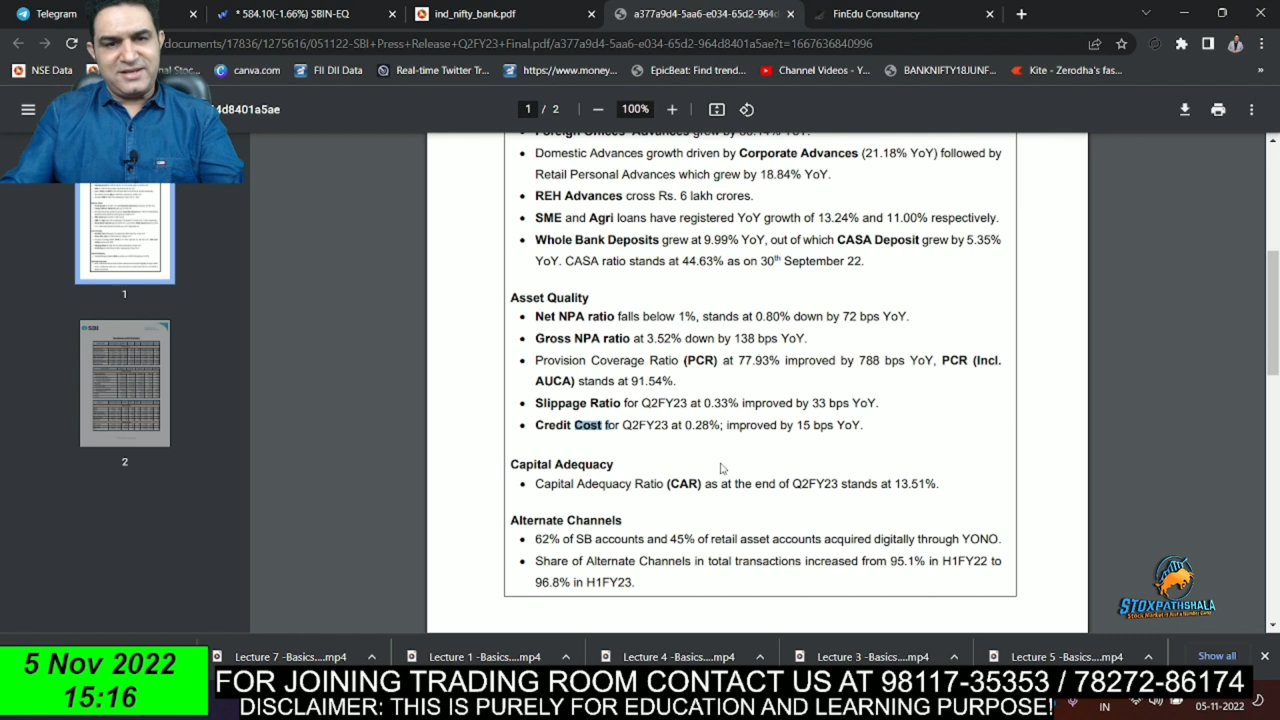 Telegram
* 584.10(-1.66%) SBIN-EQ
ind_nifty_bank.pdf
a377a9d4-5aa6-e034-65d2-964d
FinEdu Consultancy
documents/17836/1275616/051122-SBI+Press+Release+Q2FY23+Final.pdf/a377a9d4-5aa6-e034-65d2-964d8401a5ae?t=1667636840996
NSE Data
canva.com
FII DII Data
Real-time Twitter Tr...
https://www.money...
EpicBeat: Find trend...
Channel Videos - Y...
BANKNIFTY18JUNF...
Kite - Zerodha's fas...
»
4d8401a5ae
1 / 2
100%
Domestic Advances growth driven by Corporate Advances (21.18% YoY) followed by
Retail Personal Advances which grew by 18.84% YoY.
Advances cross Rs. 6 lakh crores.
and Agri loans have registered YoY growth of 13.24% and 11.00% respectively.
Whole Bank Deposits grew at 9.99% YoY, out of which CASA Deposit grew by 5.35%
YoY. CASA ratio stands at 44.63% as on 30th September 22.
Asset Quality
• Net NPA ratio falls below 1%, stands at 0.80% down by 72 bps YoY.
• Gross NPA ratio at 3.52% down by 138 bps YoY.
• Provision Coverage Ratio (PCR) at 77.93% improved by 788 bps YoY, PCR (Incl.
AUCA) stands at 91.54%.
• Slippage Ratio for Q2FY23 at 0.33% improved by 33 bps YoY.
• Credit Cost for Q2FY23 at 0.28%; improved by 15 bps YoY.
Capital Adequacy
• Capital Adequacy Ratio (CAR) as at the end of Q2FY23 stands at 13.51%.
Alternate Channels
• 62% of SB accounts and 45% of retail asset accounts acquired digitally through YONO.
• Share of Alternate Channels in total transactions increased from 95.1% in H1FY22 to
96.8% in H1FY23.
1
SBI
2
STOXPATHSHALA
Lecture 7 -Basics....mp4
Lecture 1 -Basics....mp4
Lecture 4 -Basics....mp4
Lecture 3 -Basics....mp4
Lecture 5 -Basics....mp4
Show all
5 Nov 2022
15:16
FOR JOINING TRADING ROOM CONTACT US AT 98117-35353 / 78272-86174
DISCLAIMER: THIS IS PURELY FOR EDUCATION AND LEARNING PURPOSE!
IN
05-11-2022